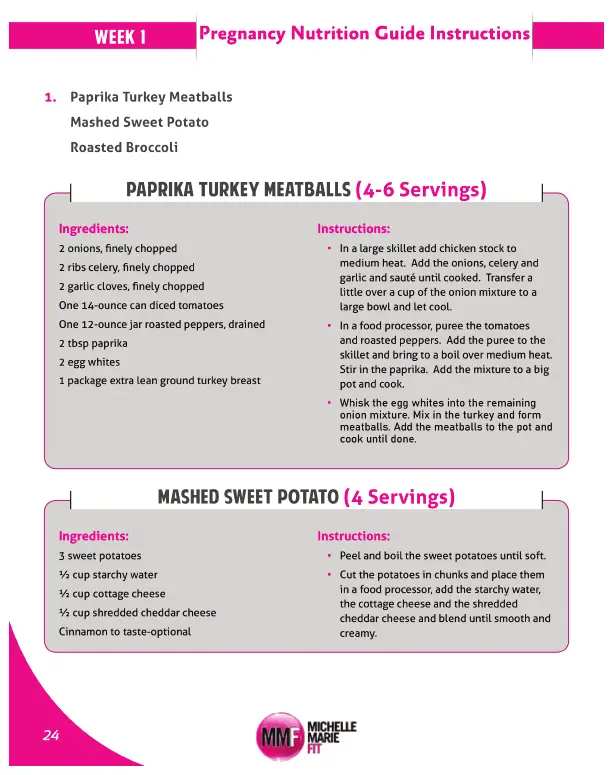 WEEK 1
Pregnancy Nutrition Guide Instructions
1. Paprika Turkey Meatballs
Mashed Sweet Potato
Roasted Broccoli
PAPRIKA TURKEY MEATBALLS (4-6 Servings)
Ingredients:
2 onions, finely chopped
2 ribs celery, finely chopped
2 garlic cloves, finely chopped
One 14-ounce can diced tomatoes
One 12-ounce jar roasted peppers, drained
2 tbsp paprika
2 egg whites
1 package extra lean ground turkey breast
Instructions:
• In a large skillet add chicken stock to
medium heat. Add the onions, celery and
garlic and sauté until cooked. Transfer a
little over a cup of the onion mixture to a
large bowl and let cool.
• In a food processor, puree the tomatoes
and roasted peppers. Add the puree to the
skillet and bring to a boil over medium heat.
Stir in the paprika. Add the mixture to a big
pot and cook.
• Whisk the egg whites into the remaining
onion mixture. Mix in the turkey and form
meatballs. Add the meatballs to the pot and
cook until done.
MASHED SWEET POTATO (4 Servings)
Ingredients:
3 sweet potatoes
½ cup starchy water
½ cup cottage cheese
½ cup shredded cheddar cheese
Cinnamon to taste-optional
Instructions:
• Peel and boil the sweet potatoes until soft.
• Cut the potatoes in chunks and place them
in a food processor, add the starchy water,
the cottage cheese and the shredded
cheddar cheese and blend until smooth and
creamy.
24
MMF
MICHELLE
MARIE
FIT